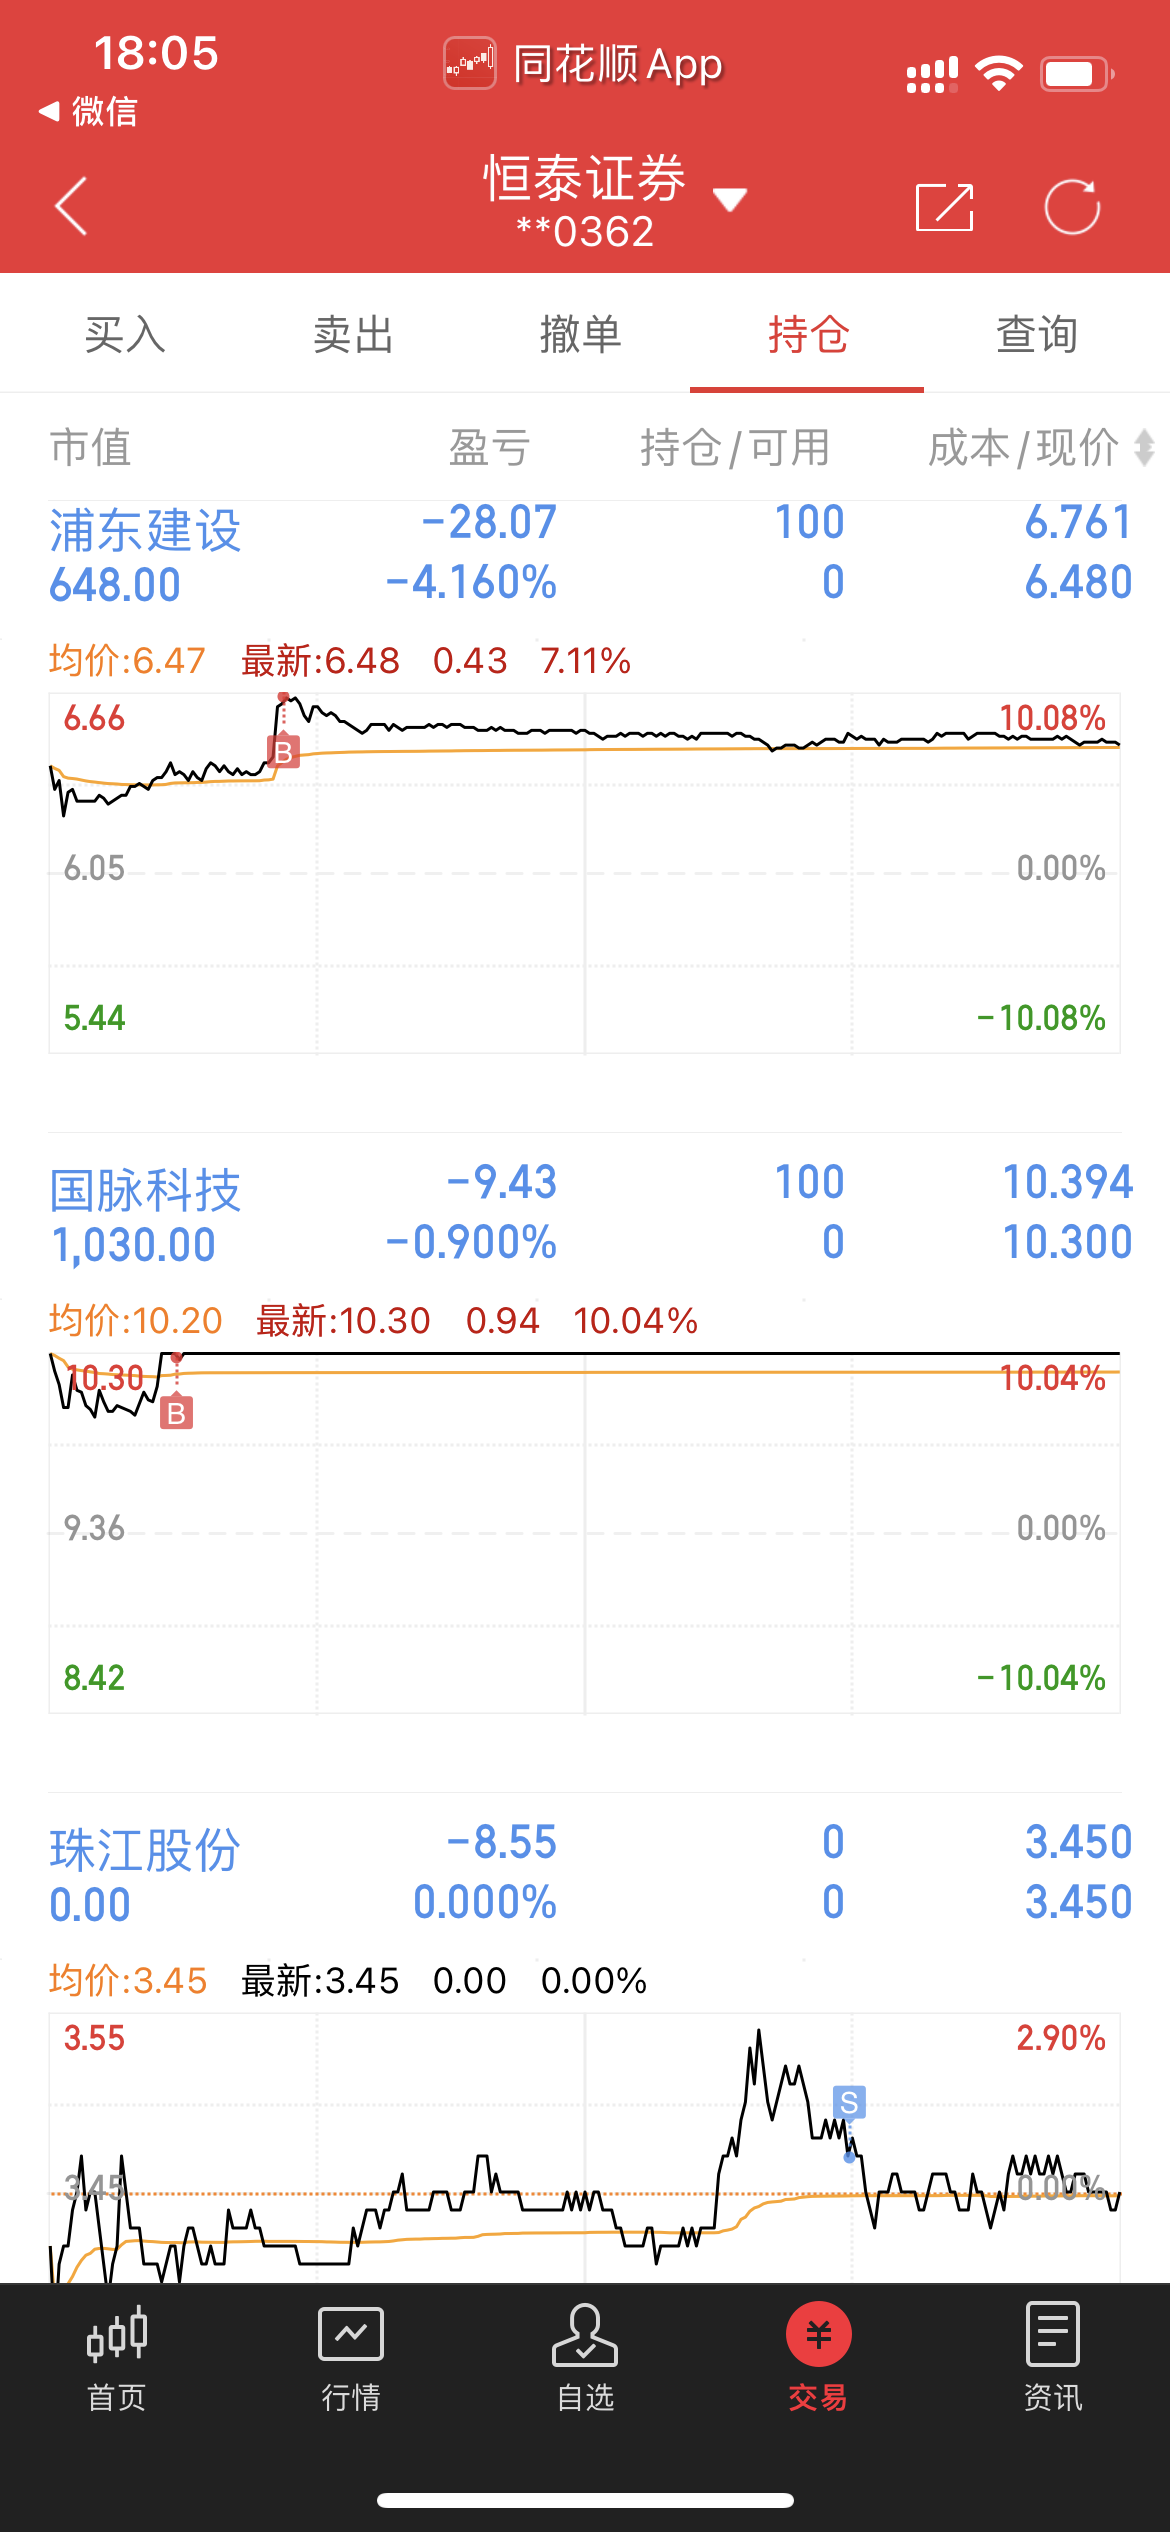 18:05
同花顺 App
◀ 微信
恒泰证券
**0362
买入 卖出 撤单 持仓 查询
市值 盈亏 持仓/可用 成本/现价
浦东建设 -28.07 100 6.761
648.00 -4.160% 0 6.480
均价:6.47 最新:6.48 0.43 7.11%
6.66 10.08%
B
6.05 0.00%
5.44 -10.08%
国脉科技 -9.43 100 10.394
1,030.00 -0.900% 0 10.300
均价:10.20 最新:10.30 0.94 10.04%
10.30 10.04%
B
9.36 0.00%
8.42 -10.04%
珠江股份 -8.55 0 3.450
0.00 0.000% 0 3.450
均价:3.45 最新:3.45 0.00 0.00%
3.55 2.90%
S
3.45 0.00%
首页 行情 自选 交易 资讯